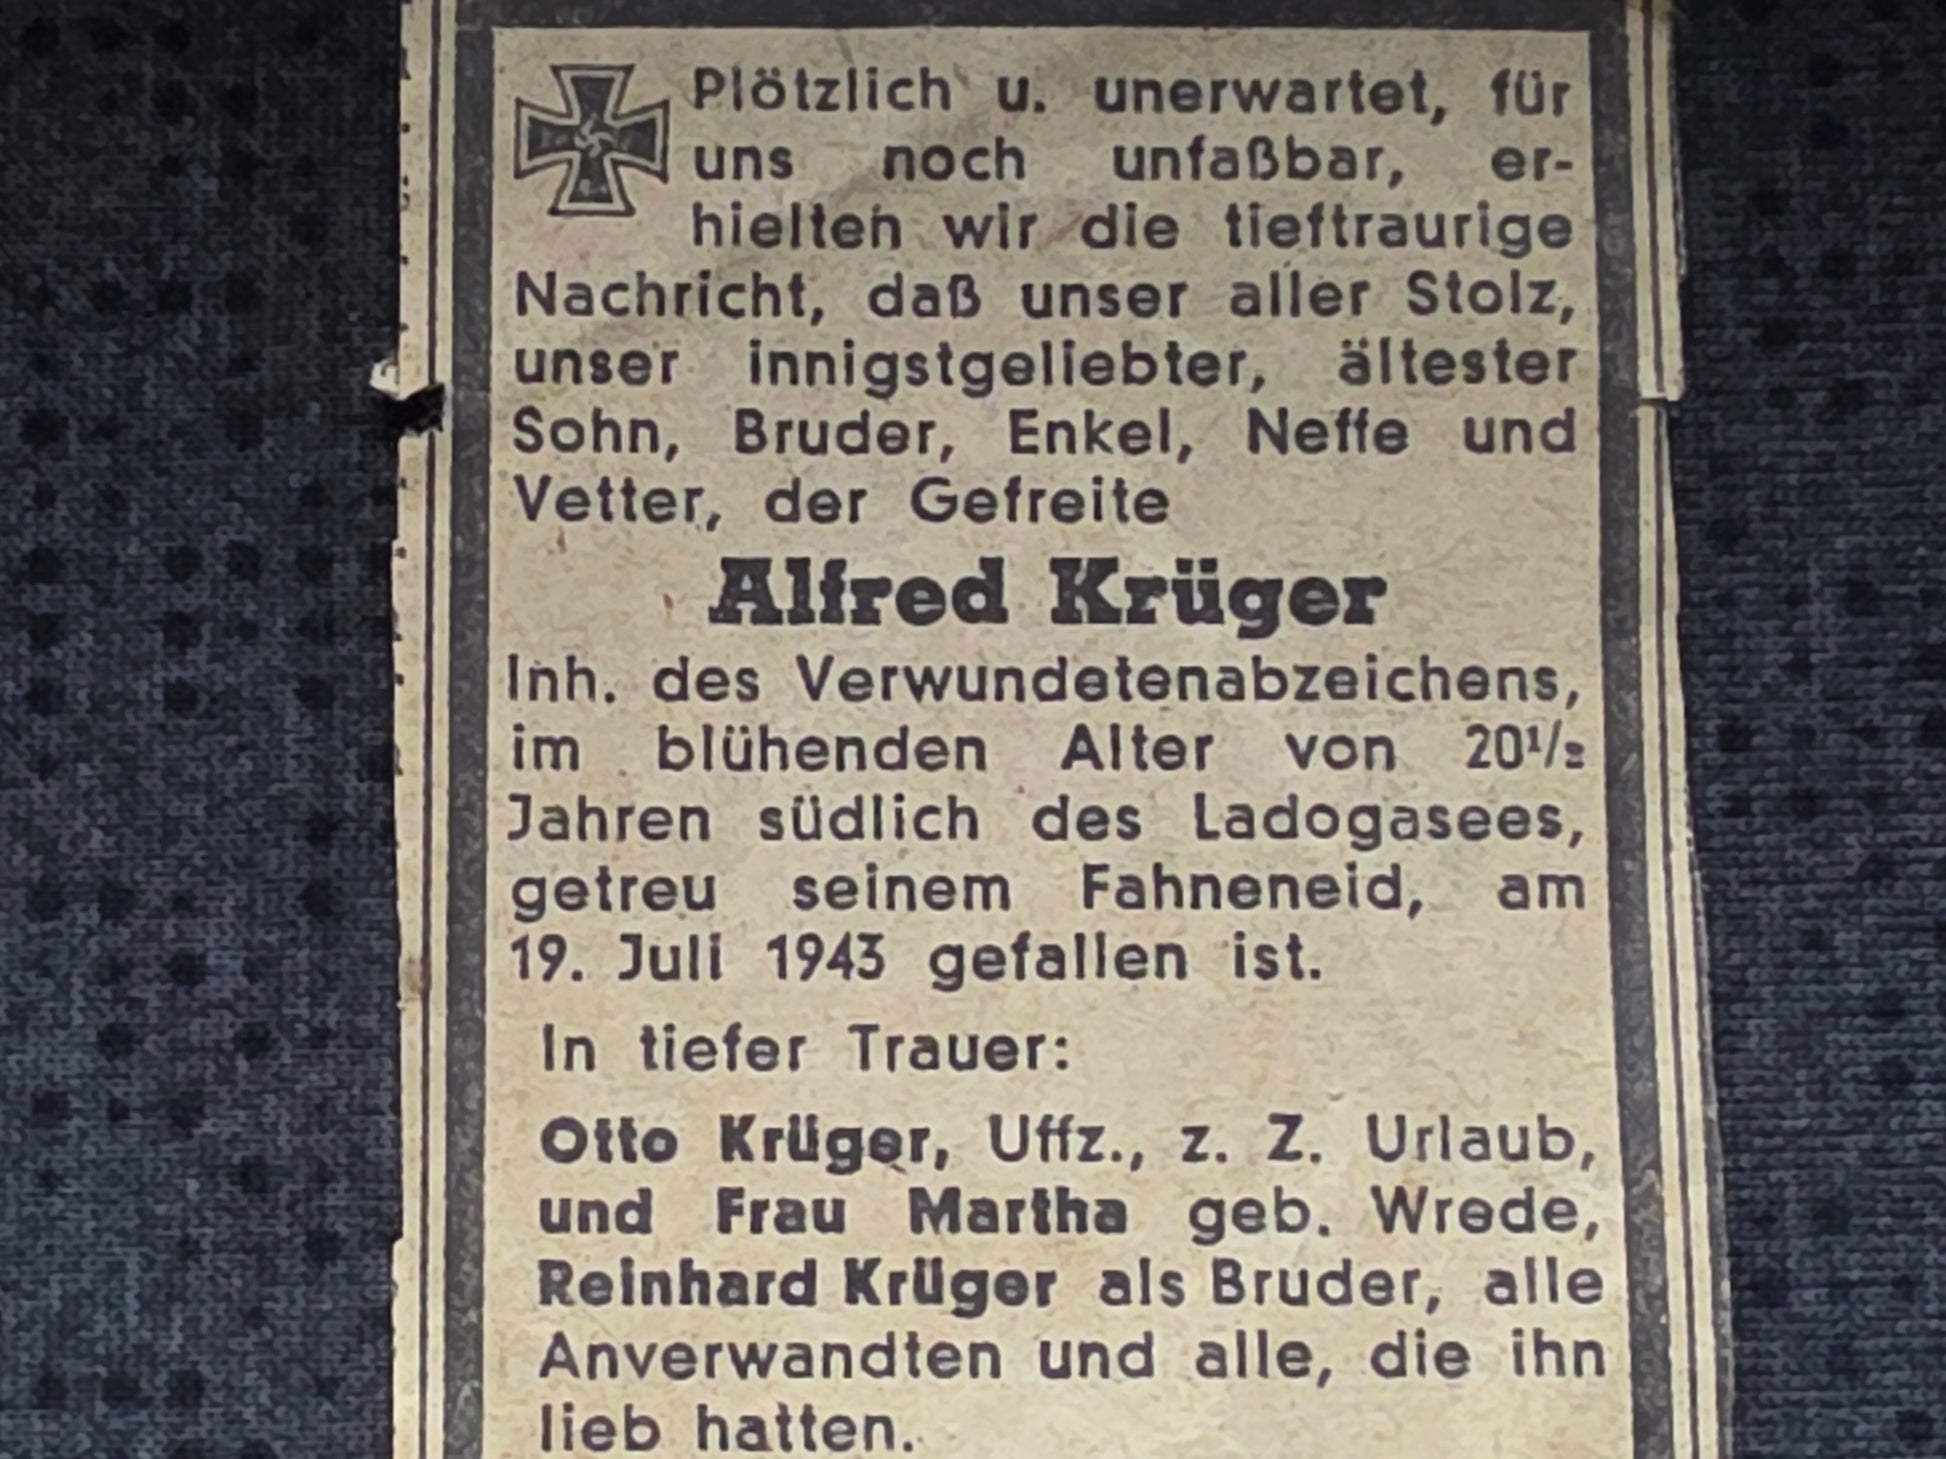 Plötzlich u. unerwartet, für
uns noch unfaßbar, er-
hielten wir die tieftraurige
Nachricht, daß unser aller Stolz,
unser innigstgeliebter, ältester
Sohn, Bruder, Enkel, Neffe und
Vetter, der Gefreite
Alfred Krüger
Inh. des Verwundetenabzeichens,
im blühenden Alter von 20½
Jahren südlich des Ladogasees,
getreu seinem Fahneneid, am
19. Juli 1943 gefallen ist.
In tiefer Trauer:
Otto Krüger, Uffz., z. Z. Urlaub,
und Frau Martha geb. Wrede,
Reinhard Krüger als Bruder, alle
Anverwandten und alle, die ihn
lieb hatten.